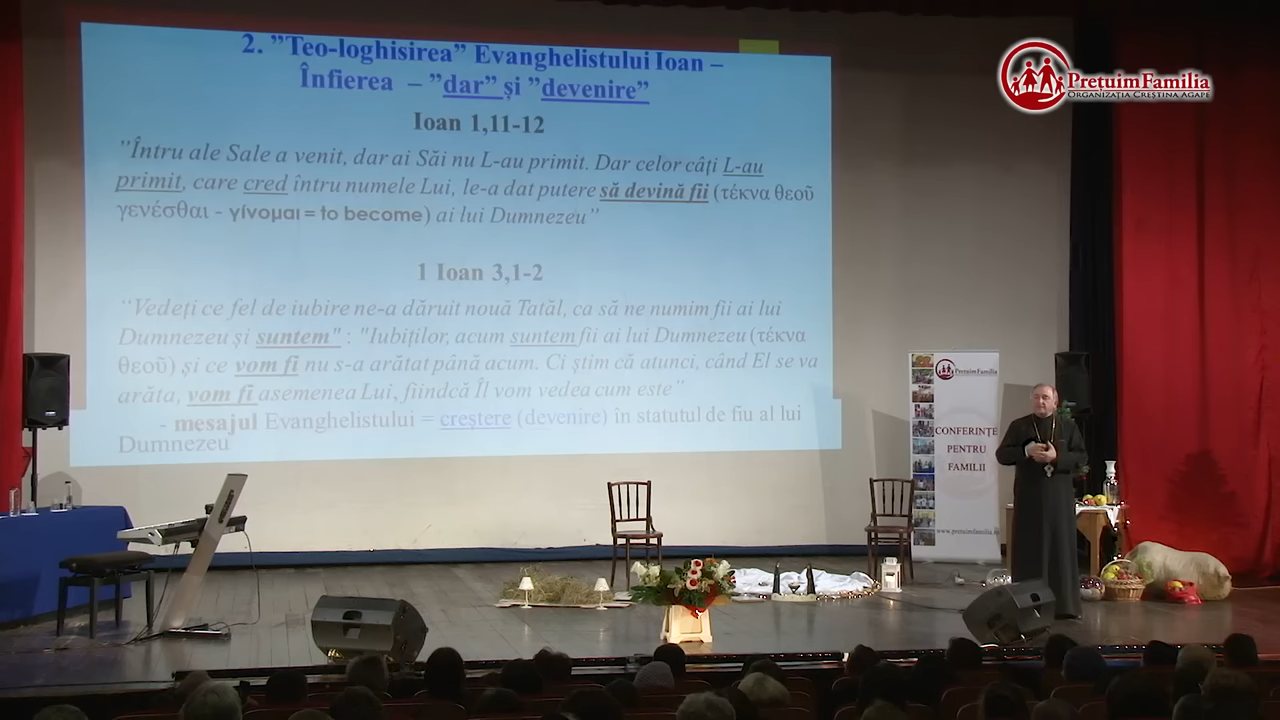 2. ”Teo-loghisirea” Evanghelistului Ioan –
Înfierea – ”dar” și ”devenire”
Ioan 1,11-12
”Întru ale Sale a venit, dar ai Săi nu L-au primit. Dar celor câți L-au
primit, care cred întru numele Lui, le-a dat putere să devină fii (τέκνα θεοῦ
γενέσθαι - γίνομαι = to become) ai lui Dumnezeu”
1 Ioan 3,1-2
“Vedeți ce fel de iubire ne-a dăruit nouă Tatăl, ca să ne numim fii ai lui
Dumnezeu și suntem" : "Iubiților, acum suntem fii ai lui Dumnezeu (τέκνα
θεοῦ) și ce vom fi nu s-a arătat până acum. Ci ştim că atunci, când El se va
arăta, vom fi asemenea Lui, fiindcă Îl vom vedea cum este”
- mesajul Evanghelistului = creștere (devenire) în statutul de fiu al lui
Dumnezeu
PrețuimFamilia
Organizația Creștina Agape
PrețuimFamilia
CONFERINȚE
PENTRU
FAMILII
www.pretuimfamilia.ro